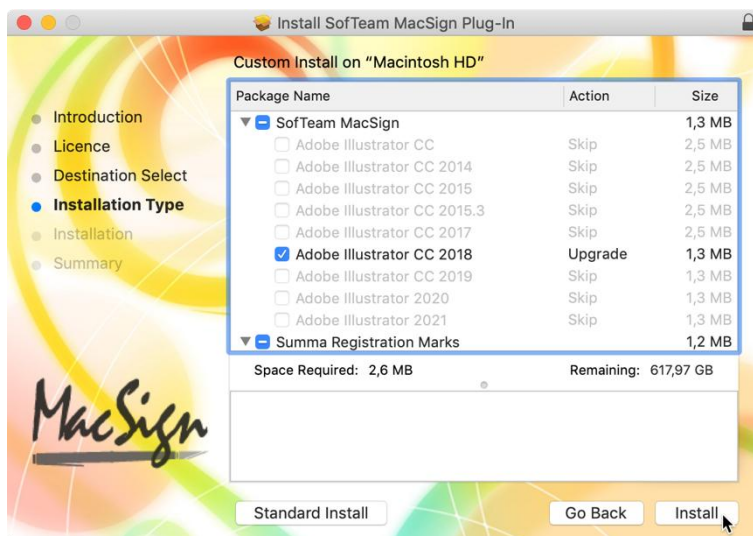 Install SofTeam MacSign Plug-In
Custom Install on “Macintosh HD”
Introduction
Licence
Destination Select
Installation Type
Installation
Summary
Package Name Action Size
SofTeam MacSign 1,3 MB
Adobe Illustrator CC Skip 2,5 MB
Adobe Illustrator CC 2014 Skip 2,5 MB
Adobe Illustrator CC 2015 Skip 2,5 MB
Adobe Illustrator CC 2015.3 Skip 2,5 MB
Adobe Illustrator CC 2017 Skip 2,5 MB
Adobe Illustrator CC 2018 Upgrade 1,3 MB
Adobe Illustrator CC 2019 Skip 1,3 MB
Adobe Illustrator 2020 Skip 1,3 MB
Adobe Illustrator 2021 Skip 1,3 MB
Summa Registration Marks 1,2 MB
Space Required: 2,6 MB Remaining: 617,97 GB
MacSign
Standard Install Go Back Install